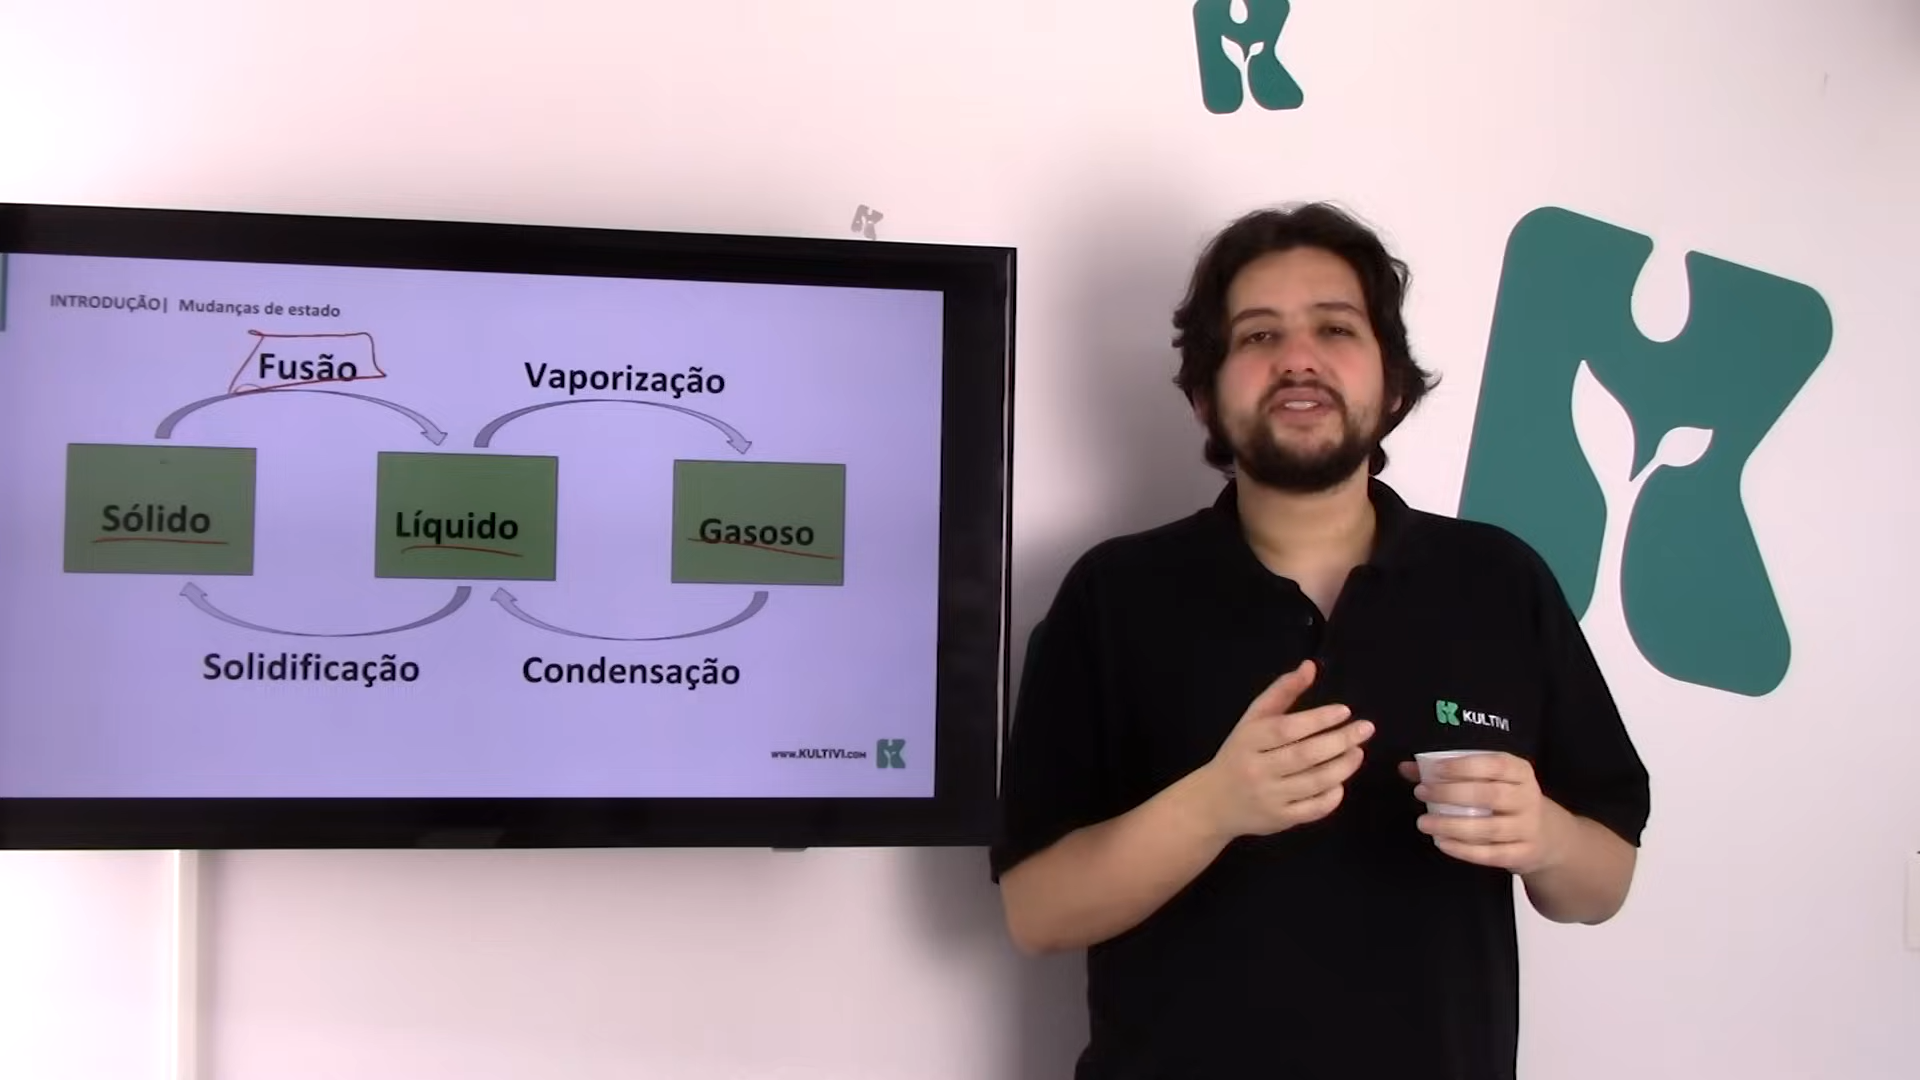 INTRODUÇÃO| Mudanças de estado
Fusão
Vaporização
Sólido
Líquido
Gasoso
Solidificação
Condensação
www.KULTIVI.COM
KULTIVI